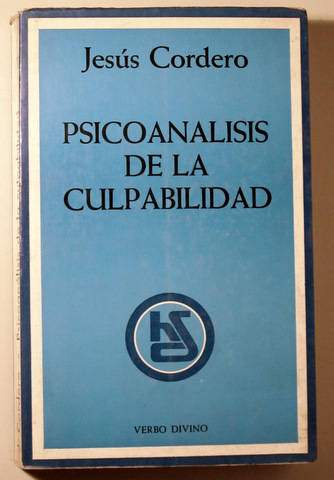 Jesús Cordero
PSICOANALISIS
DE LA
CULPABILIDAD
VERBO DIVINO